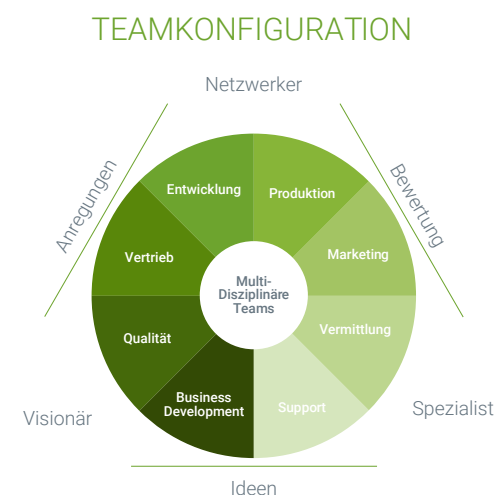 TEAMKONFIGURATION
Netzwerker
Anregungen
Bewertung
Entwicklung
Produktion
Vertrieb
Marketing
Multi-
Disziplinäre
Teams
Qualität
Vermittlung
Business
Development
Support
Visionär
Spezialist
Ideen